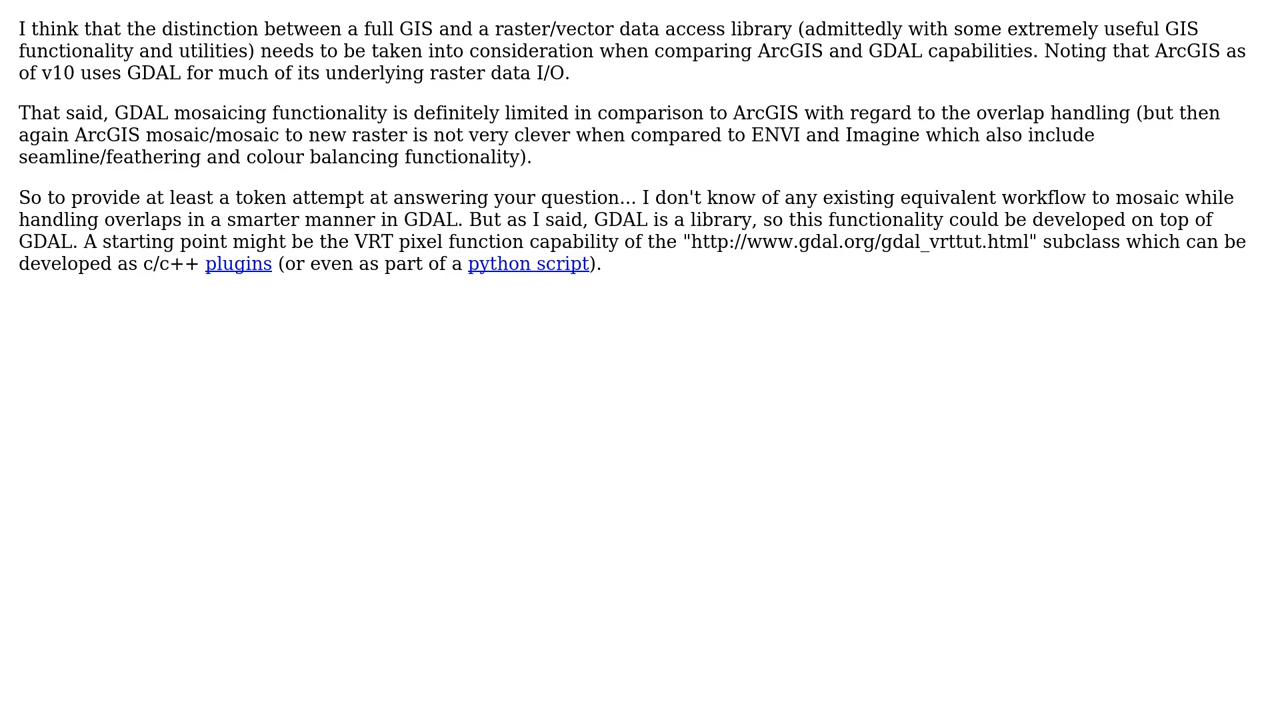 I think that the distinction between a full GIS and a raster/vector data access library (admittedly with some extremely useful GIS
functionality and utilities) needs to be taken into consideration when comparing ArcGIS and GDAL capabilities. Noting that ArcGIS as
of v10 uses GDAL for much of its underlying raster data I/O.
That said, GDAL mosaicing functionality is definitely limited in comparison to ArcGIS with regard to the overlap handling (but then
again ArcGIS mosaic/mosaic to new raster is not very clever when compared to ENVI and Imagine which also include
seamline/feathering and colour balancing functionality).
So to provide at least a token attempt at answering your question... I don't know of any existing equivalent workflow to mosaic while
handling overlaps in a smarter manner in GDAL. But as I said, GDAL is a library, so this functionality could be developed on top of
GDAL. A starting point might be the VRT pixel function capability of the "http://www.gdal.org/gdal_vrttut.html" subclass which can be
developed as c/c++ plugins (or even as part of a python script).